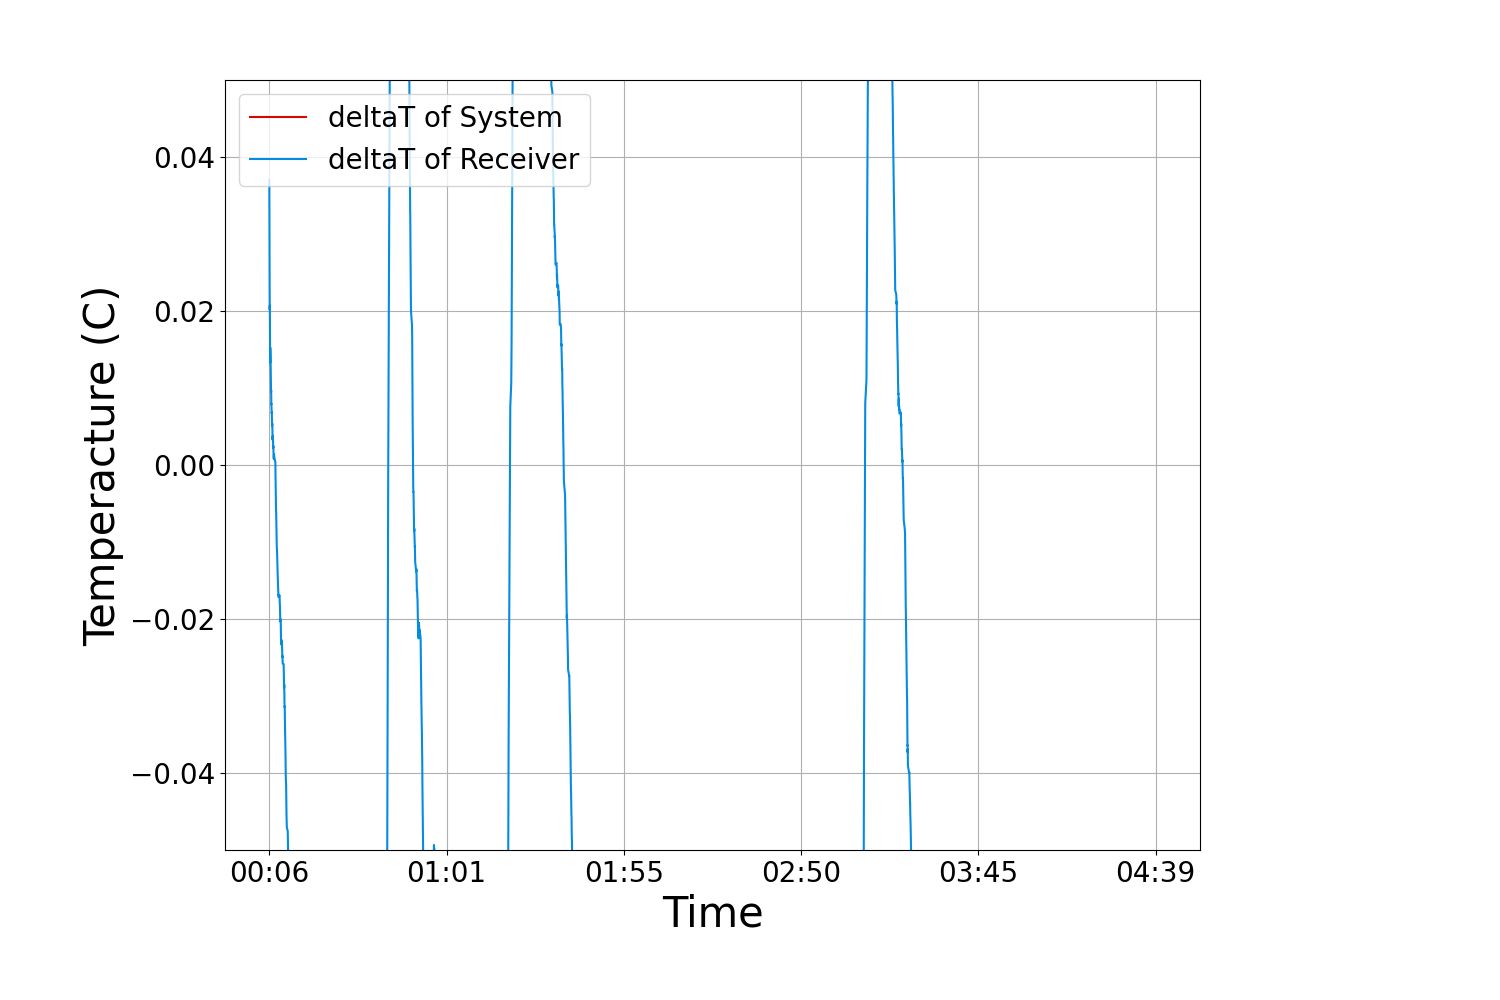 deltaT of System
deltaT of Receiver
0.04
0.02
0.00
−0.02
−0.04
Temperacture (C)
00:06 01:01 01:55 02:50 03:45 04:39
Time